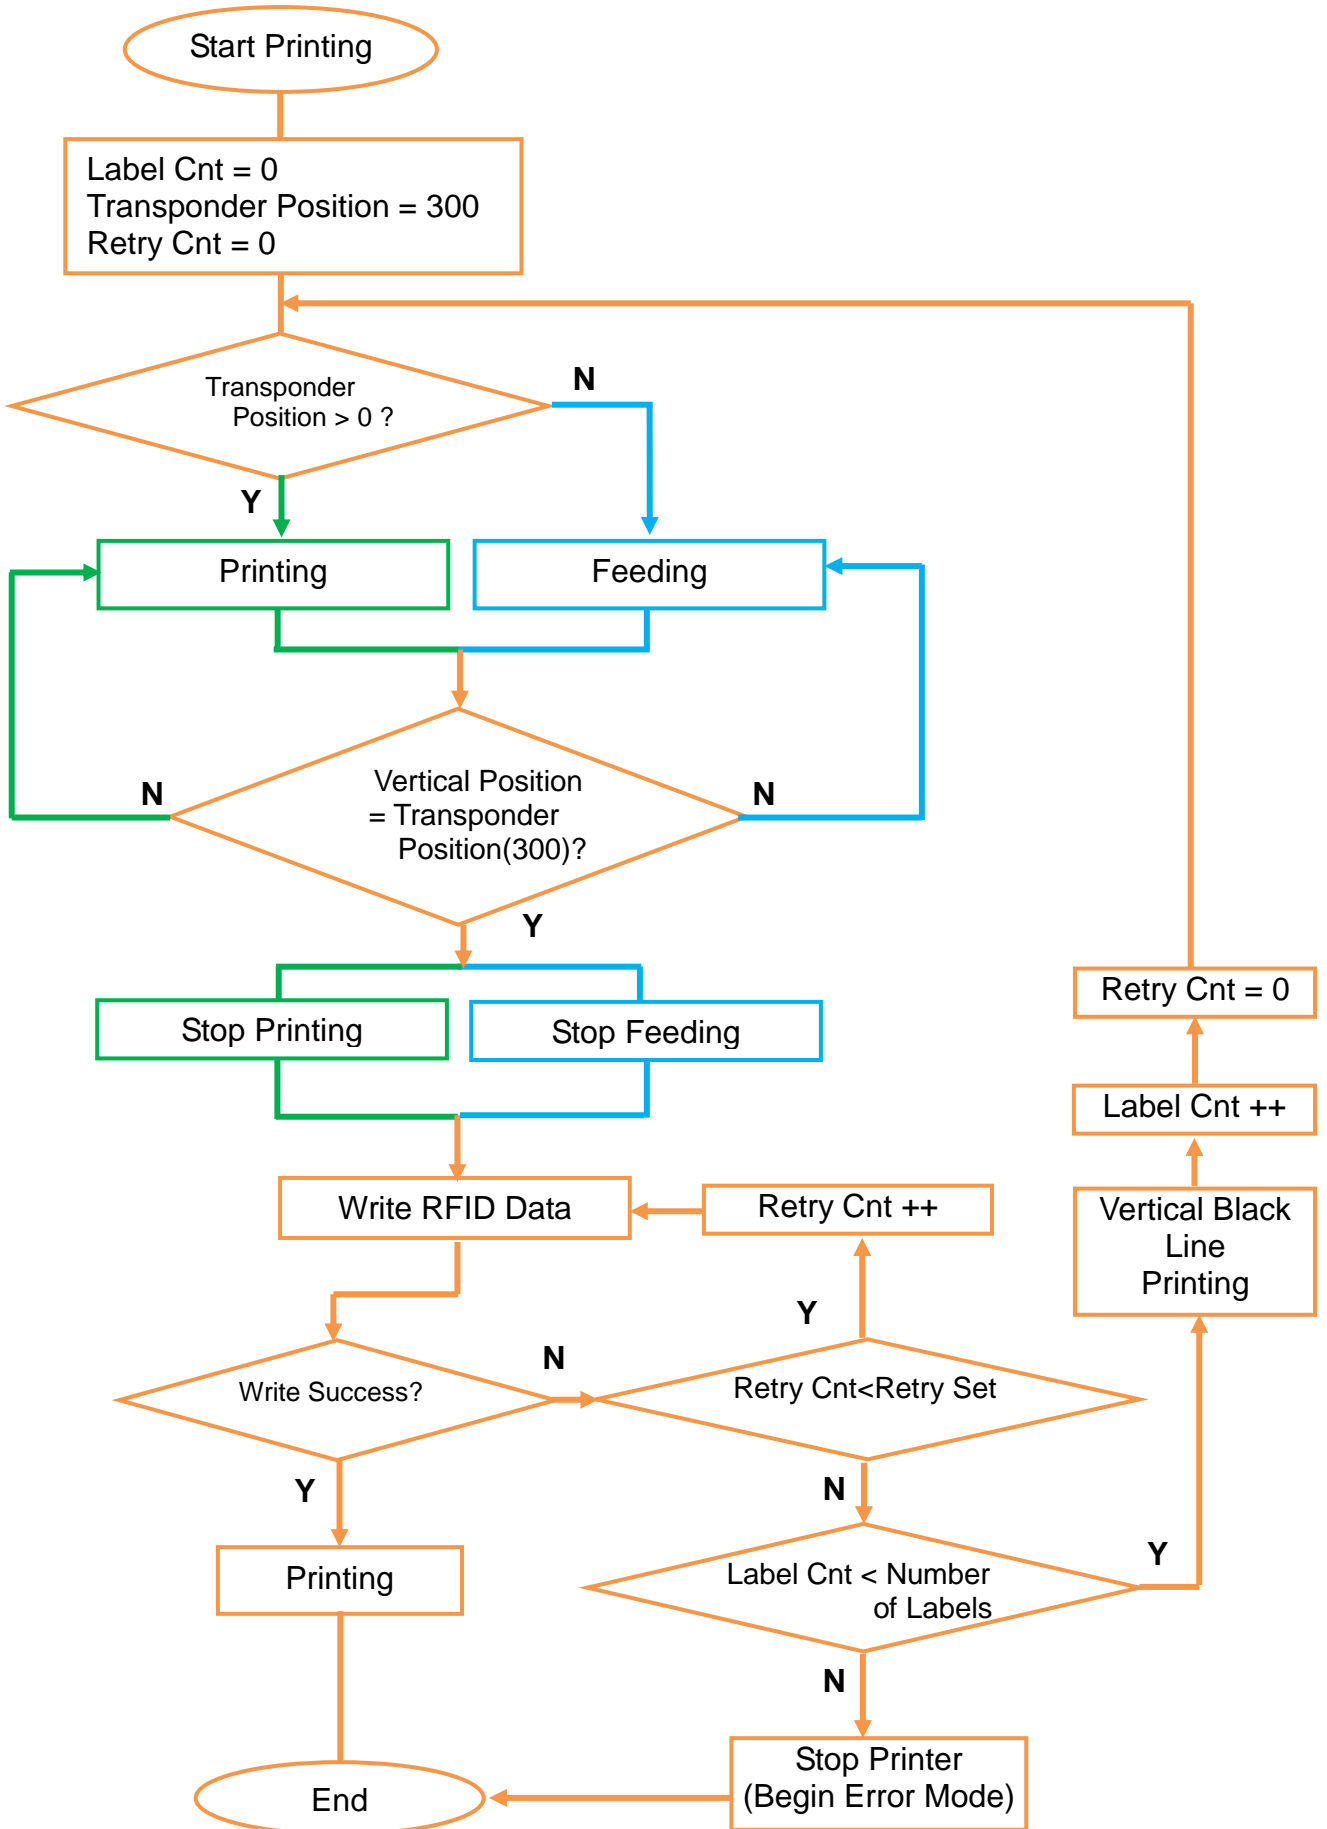 Start Printing
Label Cnt = 0
Transponder Position = 300
Retry Cnt = 0
Transponder
Position > 0 ?
N
Y
Printing
Feeding
Vertical Position
= Transponder
Position(300)?
N
N
Y
Stop Printing
Stop Feeding
Retry Cnt = 0
Label Cnt ++
Vertical Black
Line
Printing
Write RFID Data
Retry Cnt ++
Y
Write Success?
N
Retry Cnt<Retry Set
Y
N
Printing
Label Cnt < Number
of Labels
Y
N
Stop Printer
(Begin Error Mode)
End